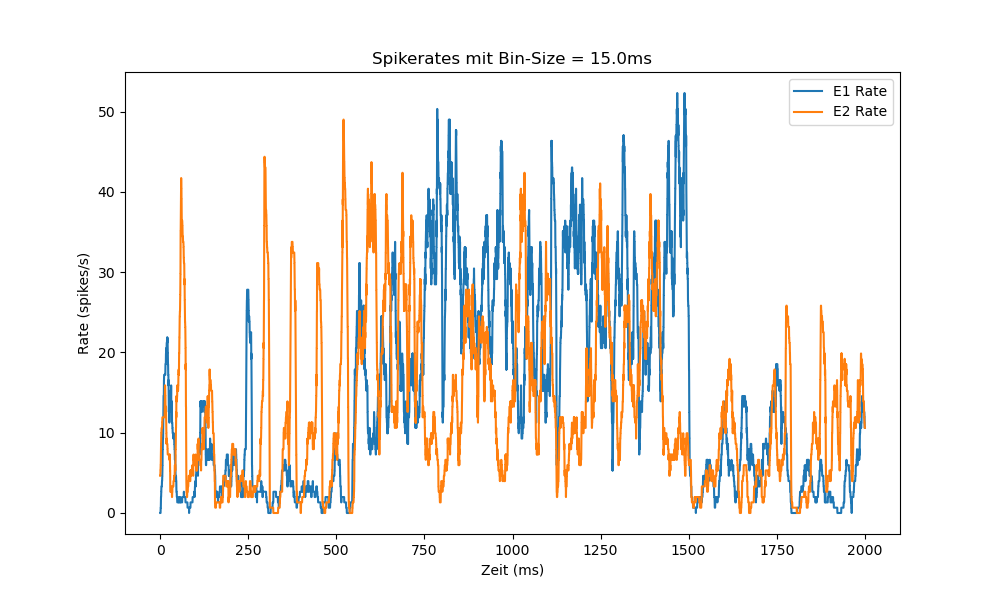 Spikerates mit Bin-Size = 15.0ms
E1 Rate
E2 Rate
50
40
30
20
10
0
Rate (spikes/s)
0 250 500 750 1000 1250 1500 1750 2000
Zeit (ms)